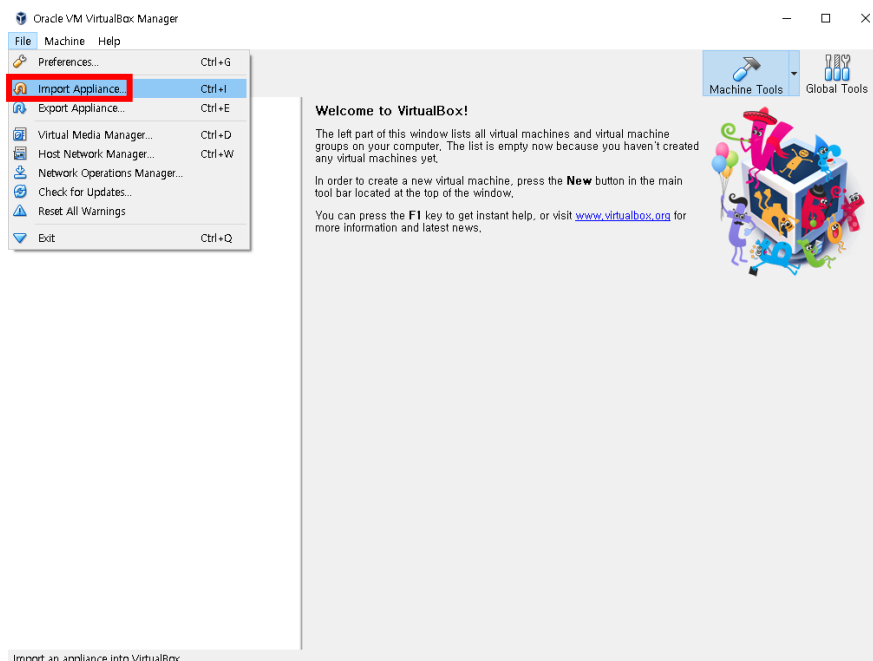 Oracle VM VirtualBox Manager
File Machine Help
Preferences... Ctrl+G
Import Appliance... Ctrl+I
Export Appliance... Ctrl+E
Virtual Media Manager... Ctrl+D
Host Network Manager... Ctrl+W
Network Operations Manager...
Check for Updates...
Reset All Warnings
Exit Ctrl+Q
Machine Tools
Global Tools
Welcome to VirtualBox!
The left part of this window lists all virtual machines and virtual machine
groups on your computer. The list is empty now because you haven't created
any virtual machines yet.
In order to create a new virtual machine, press the New button in the main
tool bar located at the top of the window.
You can press the F1 key to get instant help, or visit www.virtualbox.org for
more information and latest news.
Import an appliance into VirtualBox